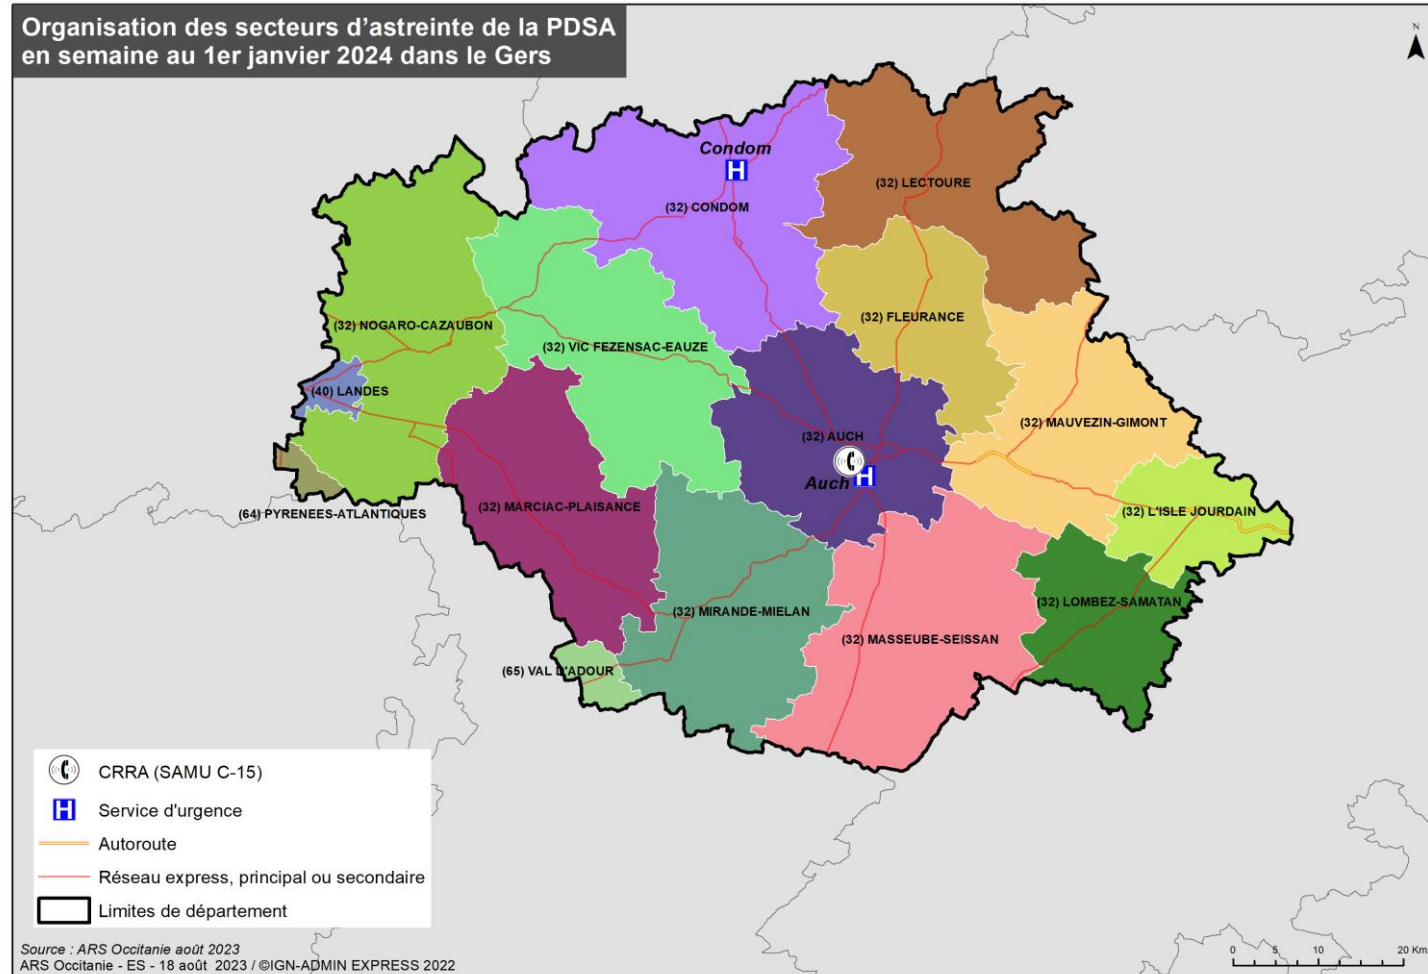 Organisation des secteurs d'astreinte de la PDSA
en semaine au 1er janvier 2024 dans le Gers
N
Condom
H
(32) CONDOM
(32) LECTOURE
(32) NOGARO-CAZAUBON
(32) VIC FEZENSAC-EAUZE
(32) FLEURANCE
(40) LANDES
(32) MAUVEZIN-GIMONT
(32) AUCH
Auch H
(32) MARCIAC-PLAISANCE
(64) PYRENEES-ATLANTIQUES
(32) L'ISLE JOURDAIN
(32) MIRANDE-MIELAN
(32) LOMBEZ-SAMATAN
(32) MASSEUBE-SEISSAN
(65) VAL D'ADOUR
CRRA (SAMU C-15)
H Service d'urgence
Autoroute
Réseau express, principal ou secondaire
Limites de département
Source : ARS Occitanie août 2023
ARS Occitanie - ES - 18 août 2023 / ©IGN-ADMIN EXPRESS 2022
0 5 10 20 Km